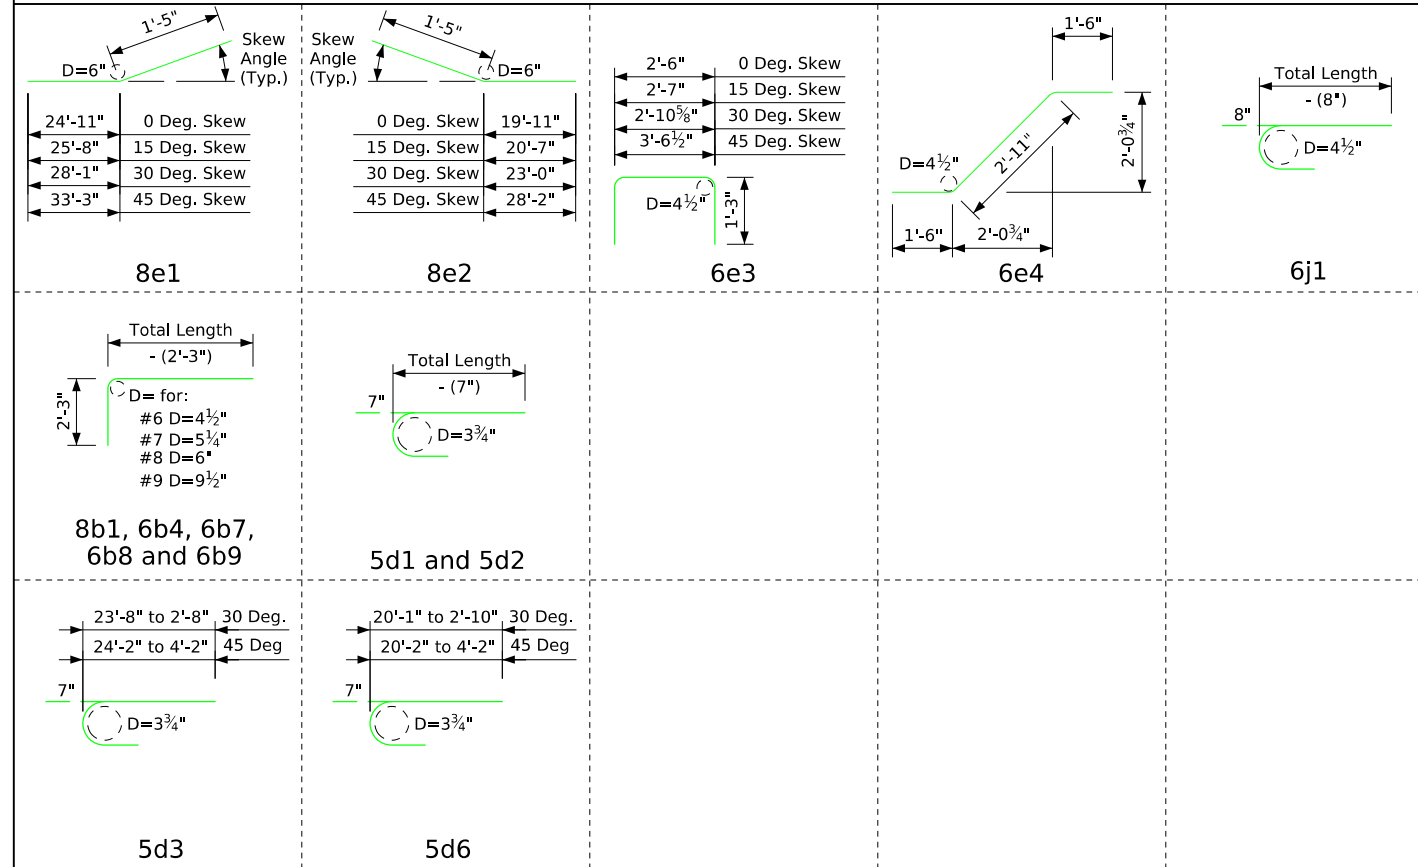 1'-5"
Skew
Angle
(Typ.)
D=6"
24'-11" 0 Deg. Skew
25'-8" 15 Deg. Skew
28'-1" 30 Deg. Skew
33'-3" 45 Deg. Skew
8e1
1'-5"
Skew
Angle
(Typ.)
D=6"
0 Deg. Skew 19'-11"
15 Deg. Skew 20'-7"
30 Deg. Skew 23'-0"
45 Deg. Skew 28'-2"
8e2
2'-6" 0 Deg. Skew
2'-7" 15 Deg. Skew
2'-10⅝" 30 Deg. Skew
3'-6½" 45 Deg. Skew
D=4½"
1'-3"
6e3
1'-6"
D=4½"
2'-11"
2'-0¾"
1'-6" 2'-0¾"
6e4
Total Length
- (8")
8"
D=4½"
6j1
Total Length
- (2'-3")
2'-3"
D= for:
#6 D=4½"
#7 D=5¼"
#8 D=6"
#9 D=9½"
8b1, 6b4, 6b7,
6b8 and 6b9
Total Length
- (7")
7"
D=3¾"
5d1 and 5d2
23'-8" to 2'-8" 30 Deg.
24'-2" to 4'-2" 45 Deg
7"
D=3¾"
5d3
20'-1" to 2'-10" 30 Deg.
20'-2" to 4'-2" 45 Deg
7"
D=3¾"
5d6